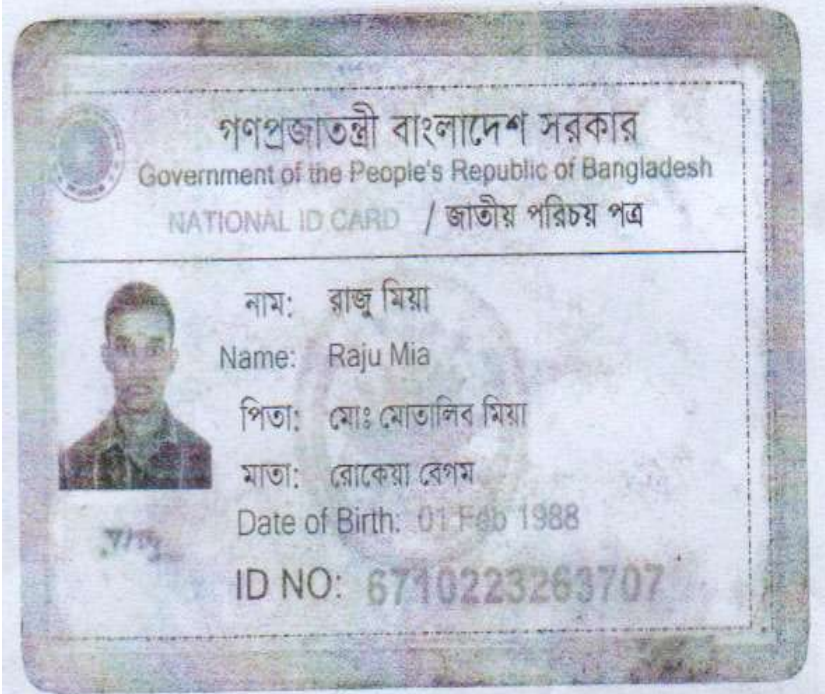 গণপ্রজাতন্ত্রী বাংলাদেশ সরকার
Government of the People's Republic of Bangladesh
NATIONAL ID CARD / জাতীয় পরিচয় পত্র
নাম: রাজু মিয়া
Name: Raju Mia
পিতা: মোঃ মোতালিব মিয়া
মাতা: রোকেয়া বেগম
Date of Birth: 01 Feb 1988
রাজু
ID NO: 6710223263707